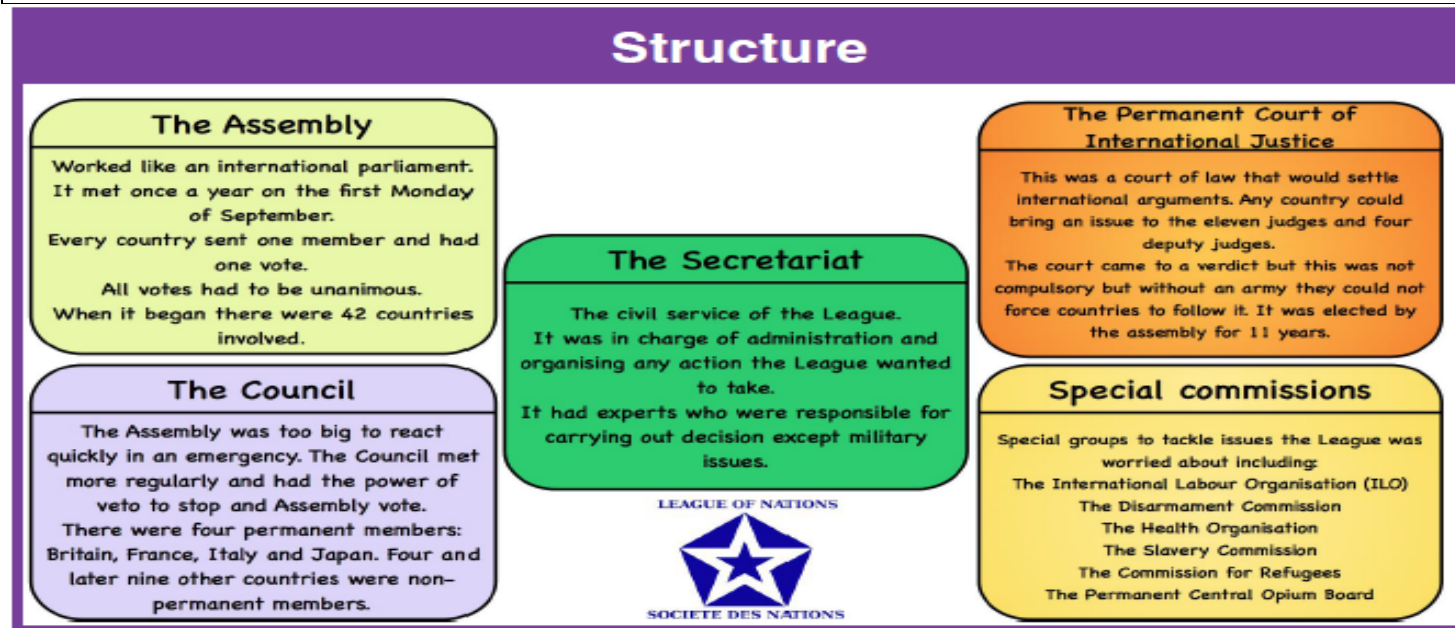 Structure
The Assembly
Worked like an international parliament.
It met once a year on the first Monday
of September.
Every country sent one member and had
one vote.
All votes had to be unanimous.
When it began there were 42 countries
involved.
The Council
The Assembly was too big to react
quickly in an emergency. The Council met
more regularly and had the power of
veto to stop and Assembly vote.
There were four permanent members:
Britain, France, Italy and Japan. Four and
later nine other countries were non-
permanent members.
The Secretariat
The civil service of the League.
It was in charge of administration and
organising any action the League wanted
to take.
It had experts who were responsible for
carrying out decision except military
issues.
LEAGUE OF NATIONS
SOCIETE DES NATIONS
The Permanent Court of
International Justice
This was a court of law that would settle
international arguments. Any country could
bring an issue to the eleven judges and four
deputy judges.
The court came to a verdict but this was not
compulsory but without an army they could not
force countries to follow it. It was elected by
the assembly for 11 years.
Special commissions
Special groups to tackle issues the League was
worried about including:
The International Labour Organisation (ILO)
The Disarmament Commission
The Health Organisation
The Slavery Commission
The Commission for Refugees
The Permanent Central Opium Board